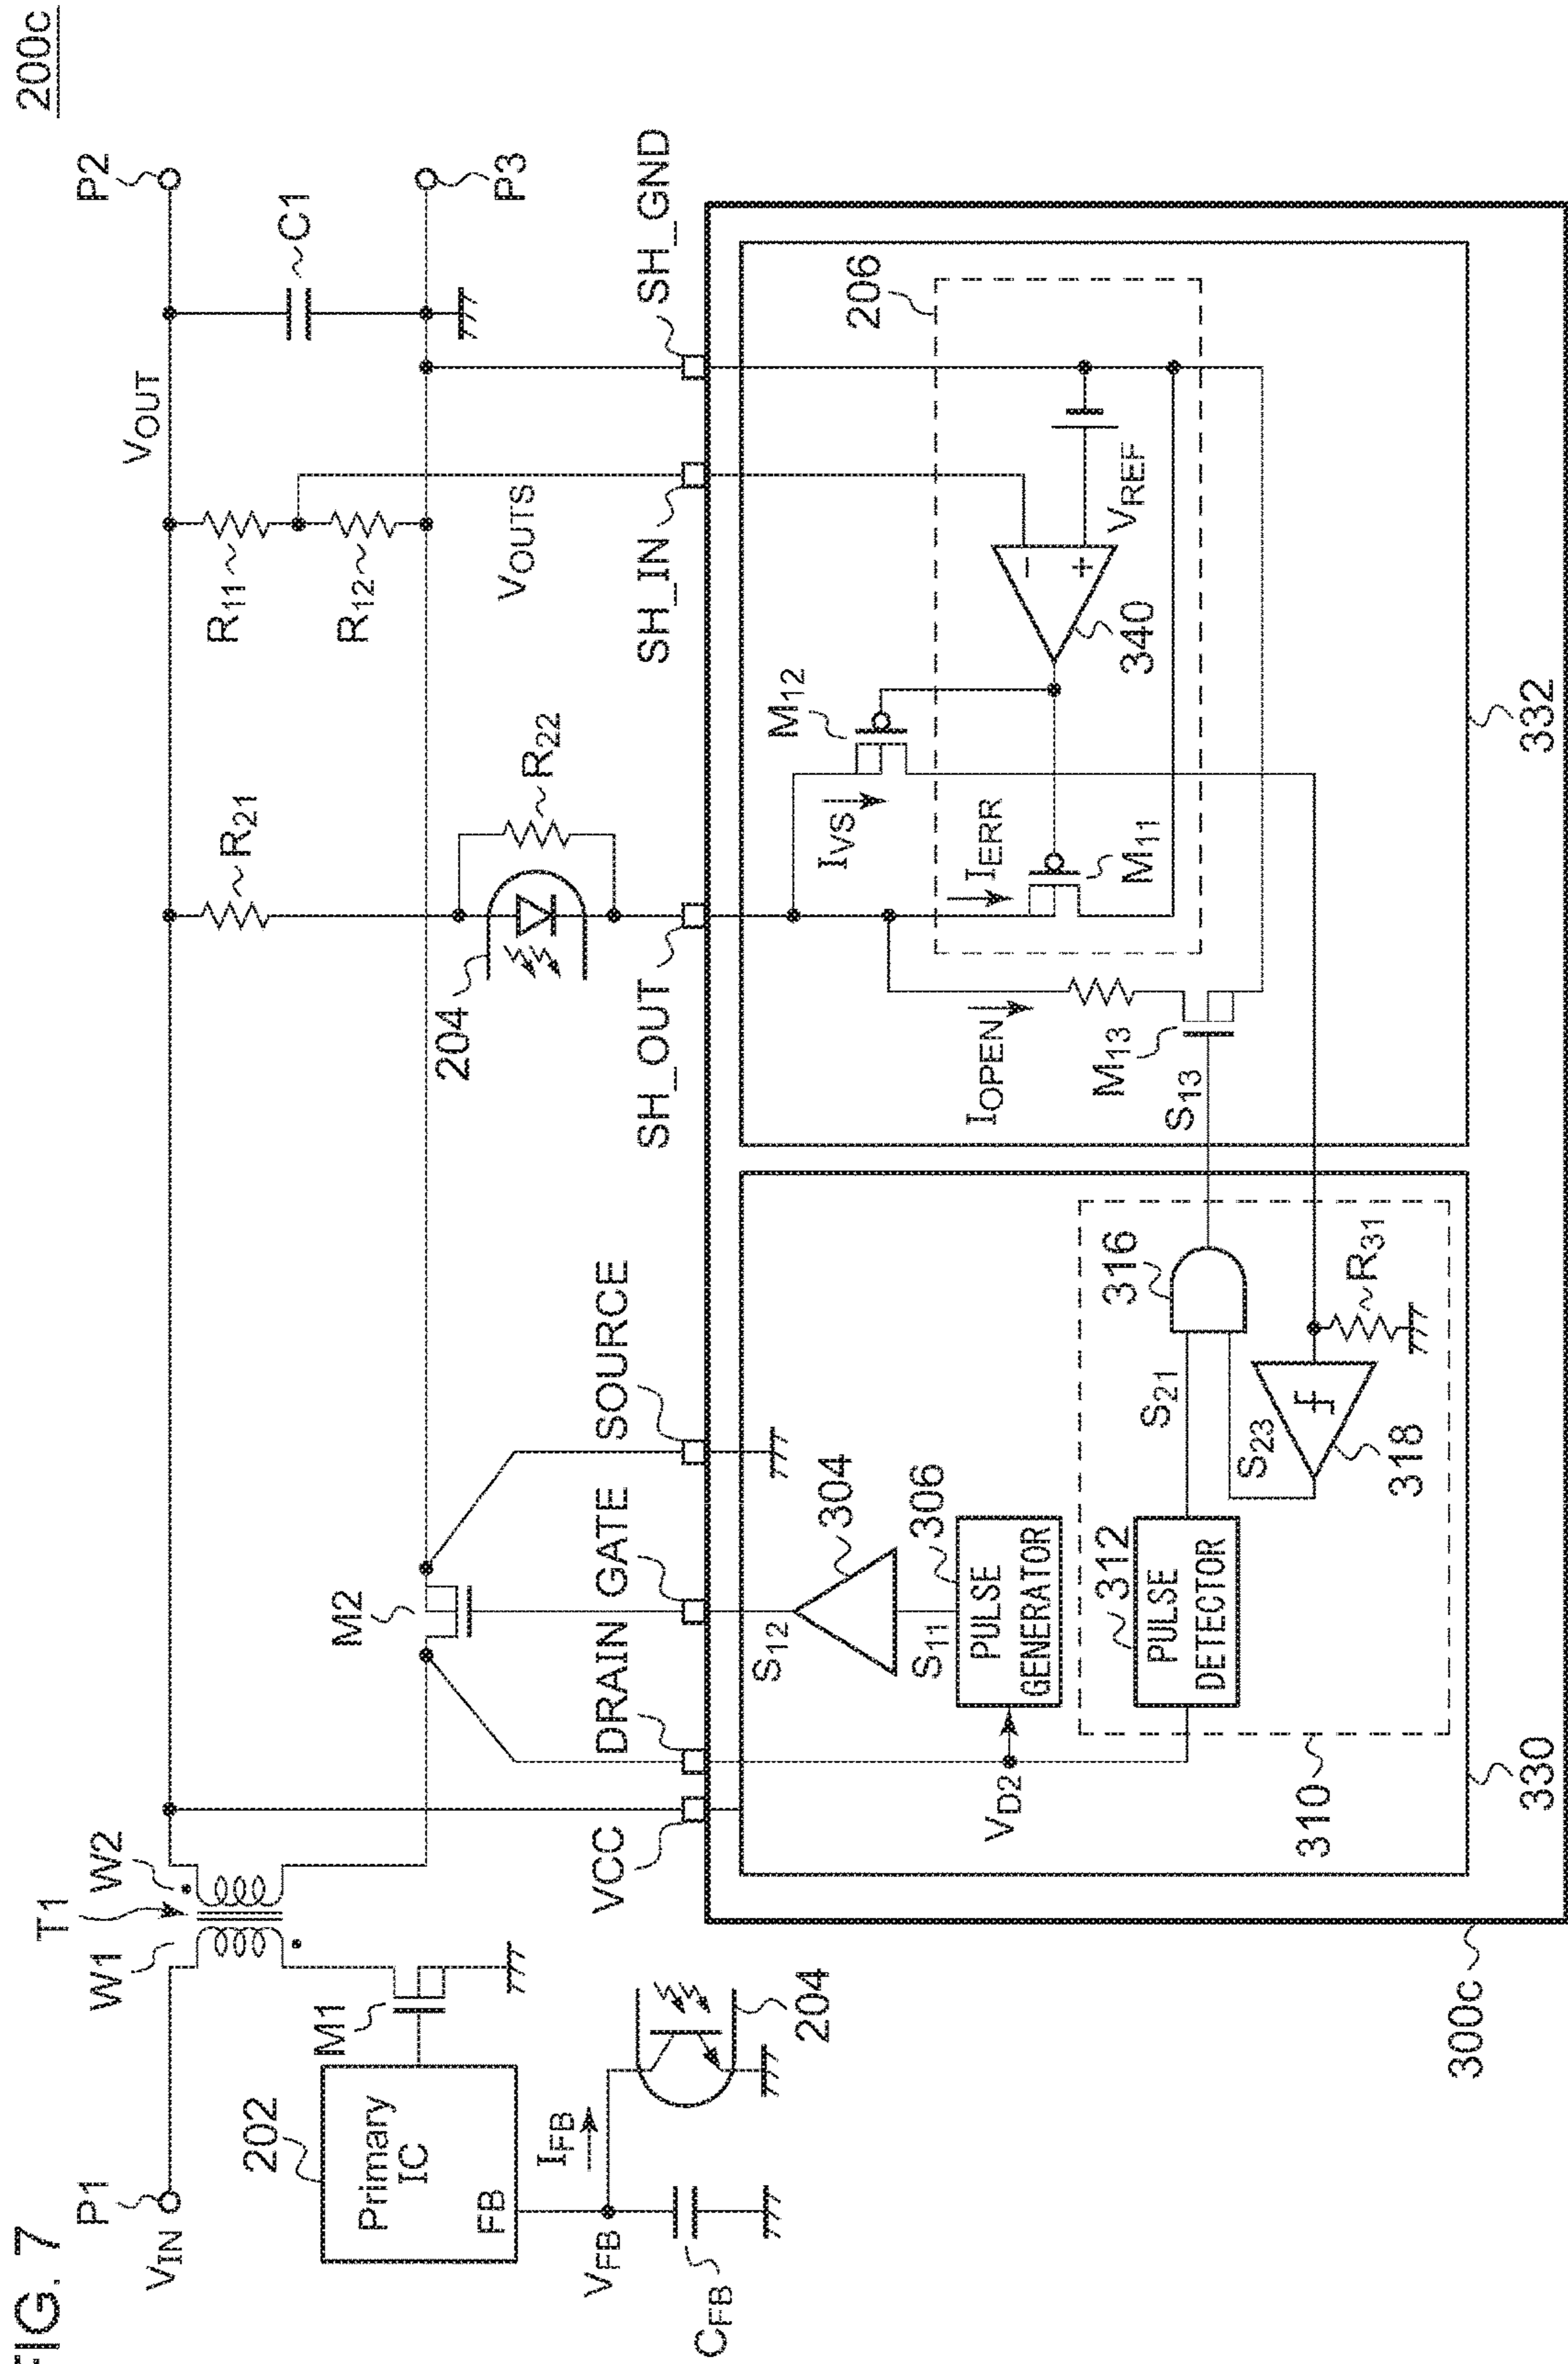 FIG. 7
200c
P1
VIN
W1
T1
W2
VOUT
P2
R11
R12
C1
P3
202
Primary
IC
FB
M1
M2
R21
R22
204
VOUTS
VFB
IFB
CFB
204
VCC
DRAIN
GATE
SOURCE
SH_OUT
SH_IN
SH_GND
S12
304
S11
306
PULSE
GENERATOR
VD2
312
PULSE
DETECTOR
S21
316
S23
318
R31
310
330
M12
IVS
206
IERR
M11
340
VREF
IOPEN
M13
S13
332
300c
-
+